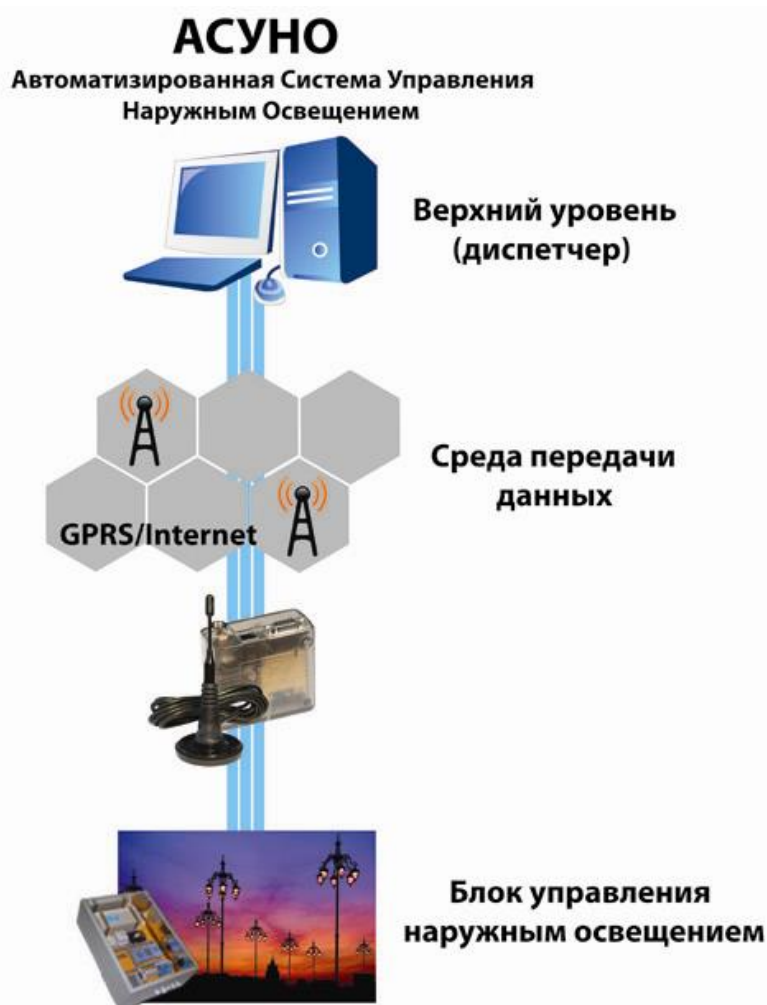 АСУНО
Автоматизированная Система Управления
Наружным Освещением
Верхний уровень
(диспетчер)
Среда передачи
данных
GPRS/Internet
Блок управления
наружным освещением